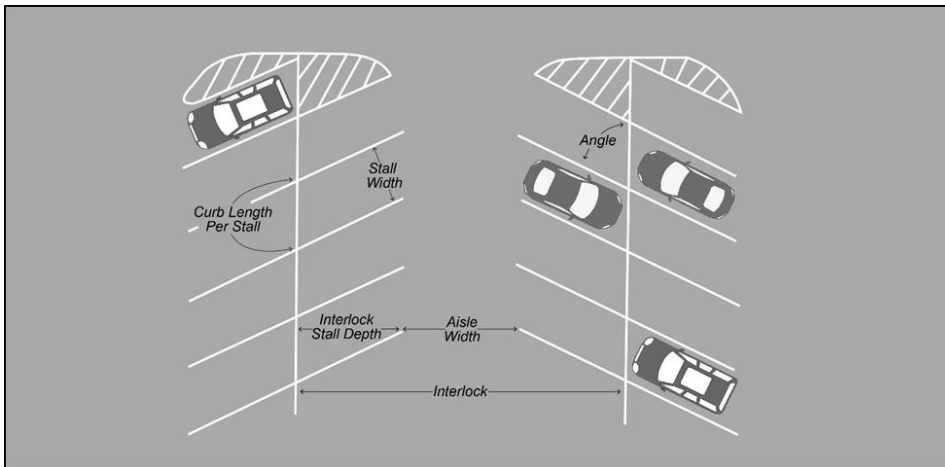 Angle
Stall
Width
Curb Length
Per Stall
Interlock
Stall Depth
Aisle
Width
Interlock